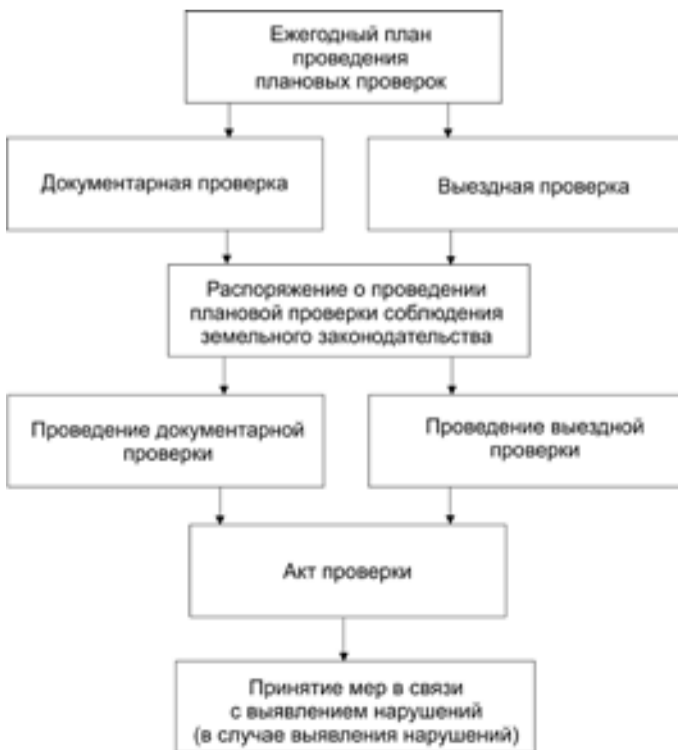 Ежегодный план
проведения
плановых проверок
Документарная проверка
Выездная проверка
Распоряжение о проведении
плановой проверки соблюдения
земельного законодательства
Проведение документарной
проверки
Проведение выездной
проверки
Акт проверки
Принятие мер в связи
с выявлением нарушений
(в случае выявления нарушений)